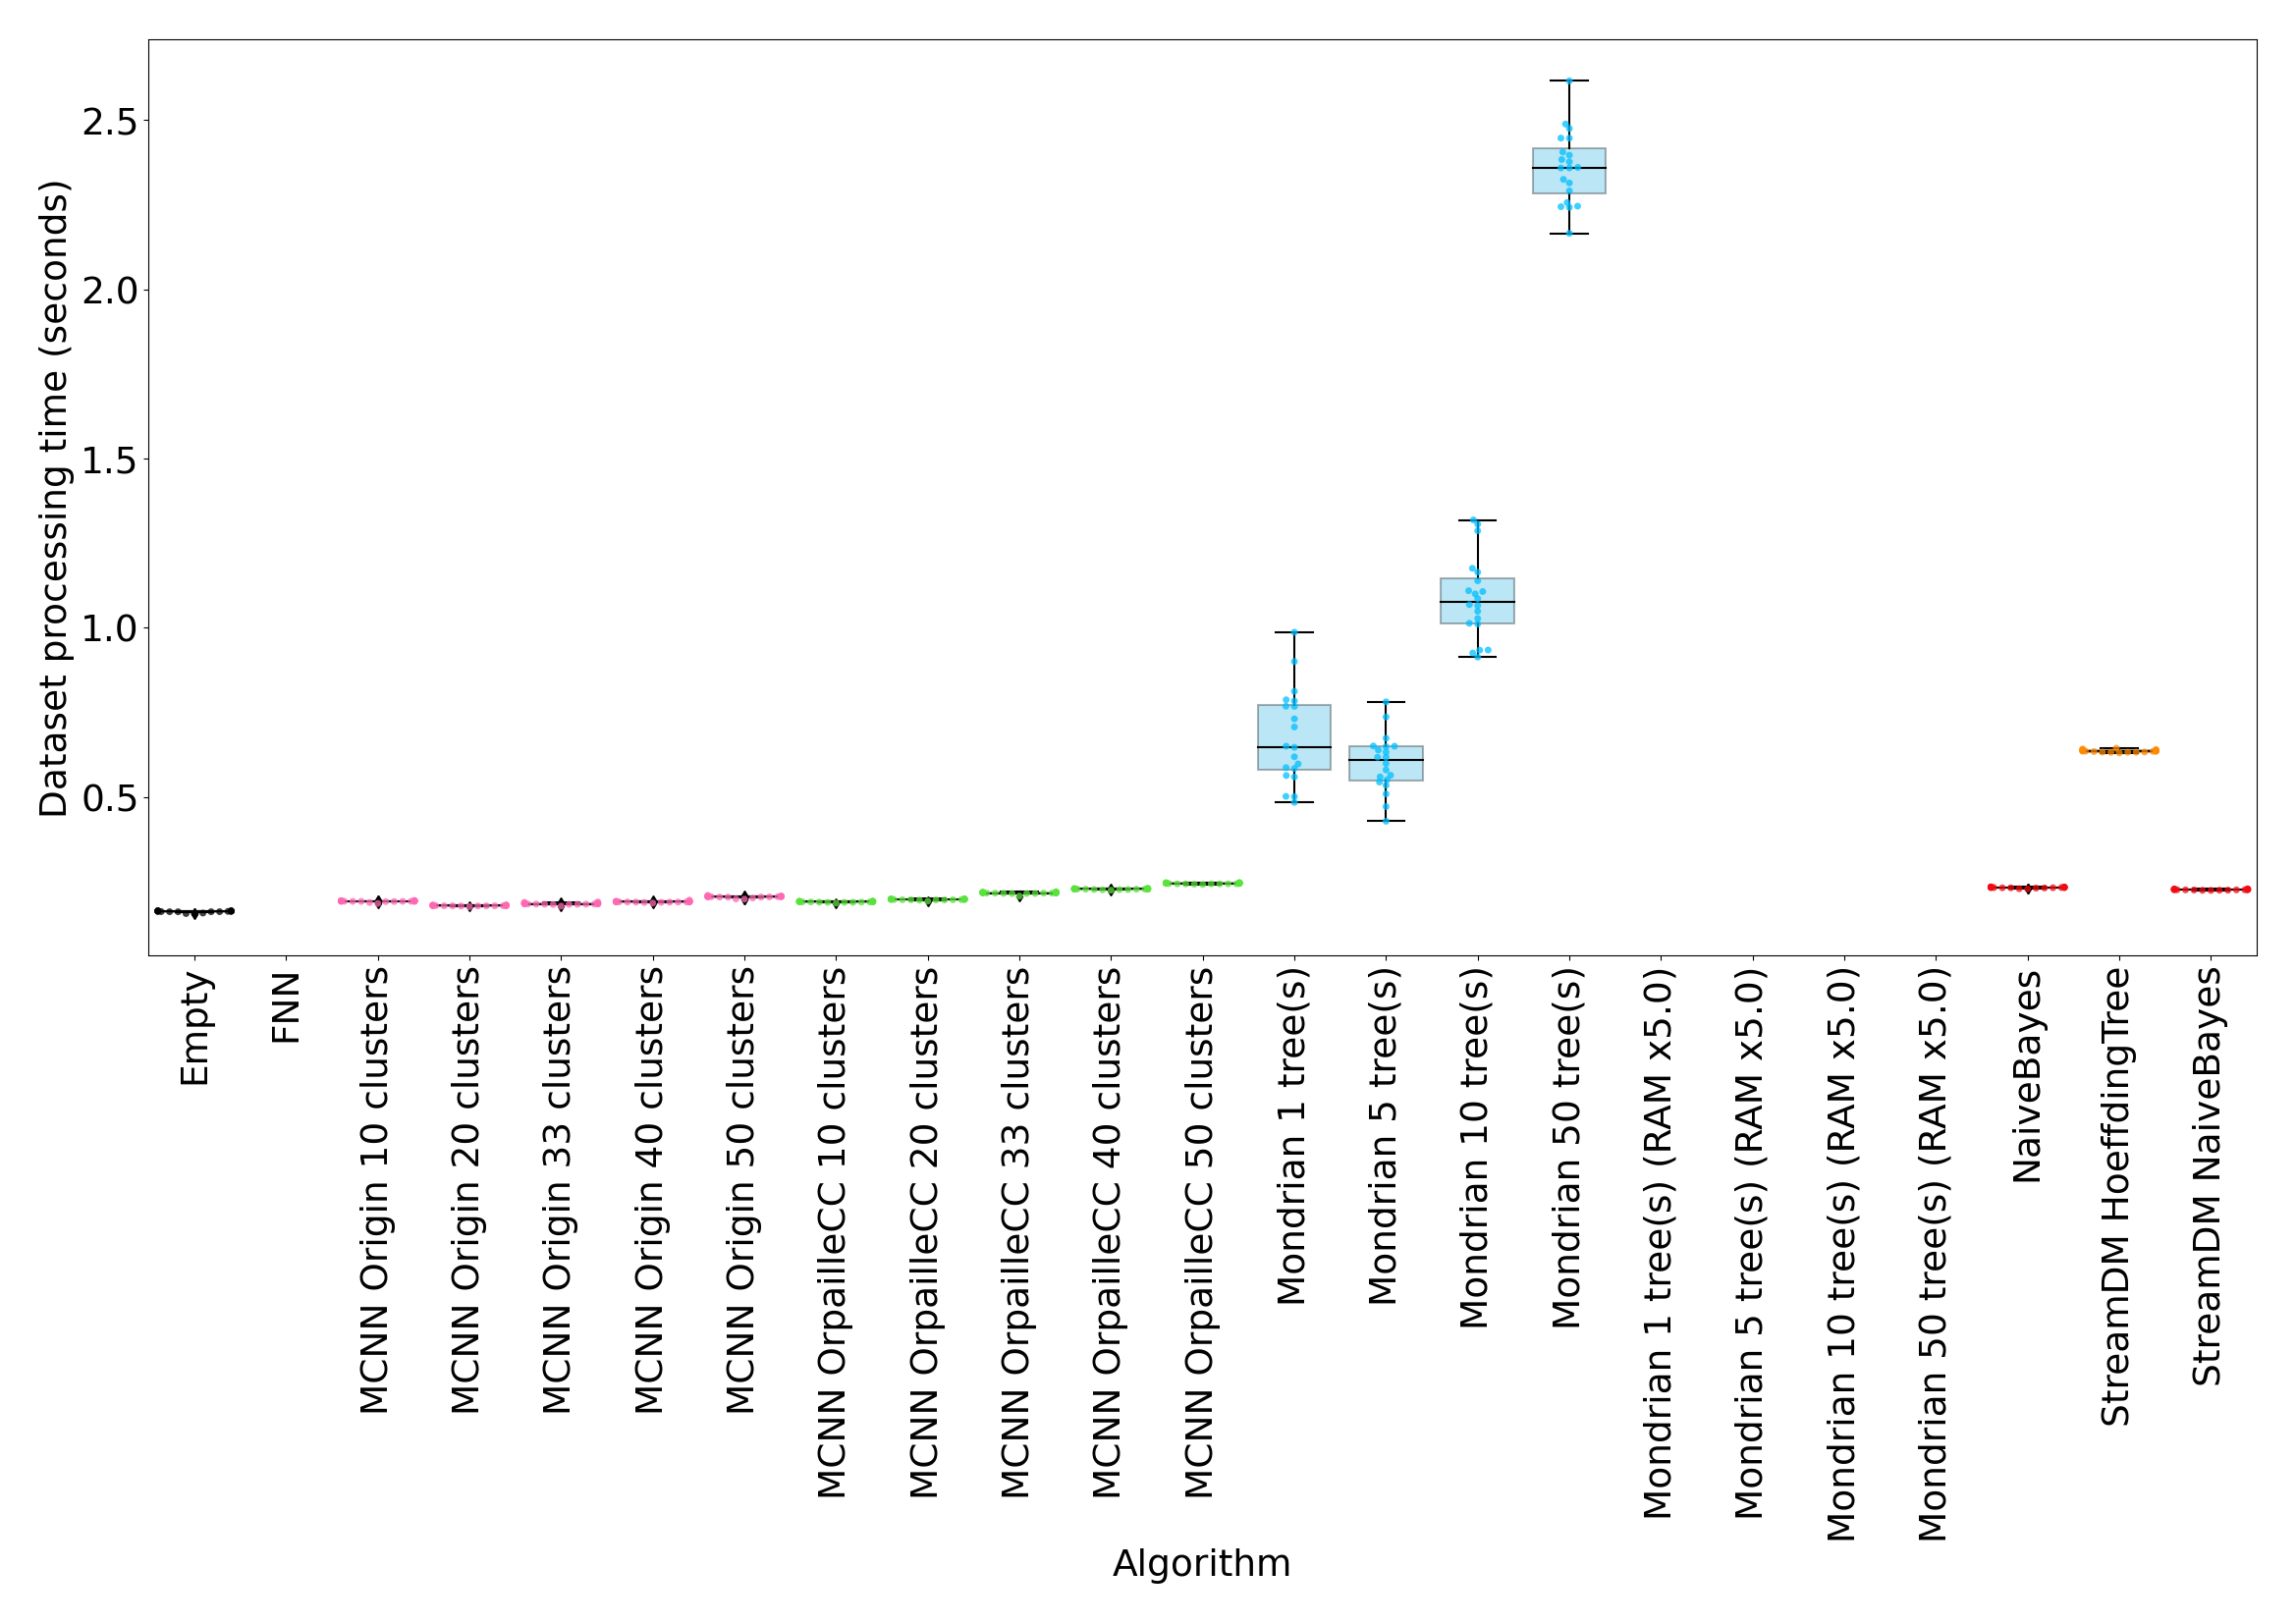 Dataset processing time (seconds)
2.5
2.0
1.5
1.0
0.5
Empty
FNN
MCNN Origin 10 clusters
MCNN Origin 20 clusters
MCNN Origin 33 clusters
MCNN Origin 40 clusters
MCNN Origin 50 clusters
MCNN OrpailleCC 10 clusters
MCNN OrpailleCC 20 clusters
MCNN OrpailleCC 33 clusters
MCNN OrpailleCC 40 clusters
MCNN OrpailleCC 50 clusters
Mondrian 1 tree(s)
Mondrian 5 tree(s)
Mondrian 10 tree(s)
Mondrian 50 tree(s)
Mondrian 1 tree(s) (RAM x5.0)
Mondrian 5 tree(s) (RAM x5.0)
Mondrian 10 tree(s) (RAM x5.0)
Mondrian 50 tree(s) (RAM x5.0)
NaiveBayes
StreamDM HoeffdingTree
StreamDM NaiveBayes
Algorithm